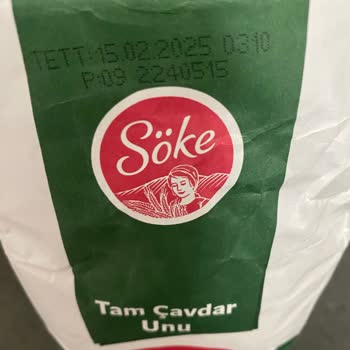 TETT:15.02.2025 0310
P:09 2240515
Söke
Tam Çavdar
Unu